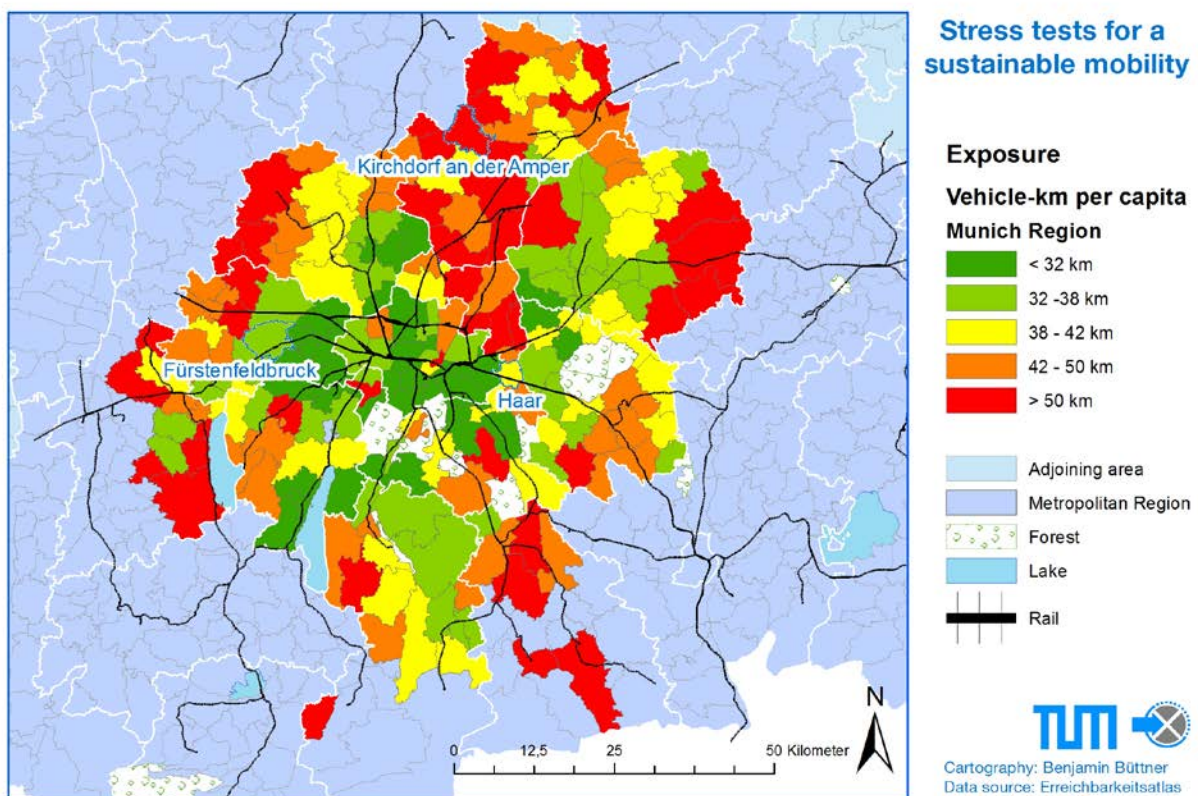 Stress tests for a
sustainable mobility
Kirchdorf an der Amper
Fürstenfeldbruck
Haar
Exposure
Vehicle-km per capita
Munich Region
< 32 km
32 -38 km
38 - 42 km
42 - 50 km
> 50 km
Adjoining area
Metropolitan Region
Forest
Lake
Rail
N
0 12,5 25 50 Kilometer
TUM
Cartography: Benjamin Büttner
Data source: Erreichbarkeitsatlas